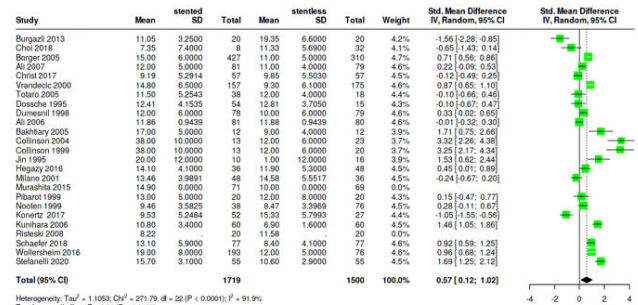 stented stentless Std. Mean Difference Std. Mean Difference
Mean SD Total Mean SD Total Weight IV, Random, 95% CI IV, Random, 95% CI
Burgazli 2013 11.05 3.2500 20 19.35 6.6000 20 4.2% -1.56 [-2.28; -0.85]
Choi 2018 7.35 7.4000 8 11.33 5.6900 32 4.1% -0.65 [-1.43; 0.14]
Borger 2005 15.00 6.0000 427 11.00 5.0000 310 4.7% 0.71 [0.56; 0.86]
Ali 2007 12.00 5.0000 81 11.00 4.0000 79 4.6% 0.22 [-0.09; 0.53]
Christ 2017 9.19 5.2914 57 9.85 5.5030 57 4.5% -0.12 [-0.49; 0.25]
Vrandecic 2000 14.80 6.5000 157 9.30 6.1000 175 4.6% 0.87 [0.65; 1.10]
Totaro 2005 11.50 5.2543 38 12.00 4.0000 18 4.4% -0.10 [-0.66; 0.46]
Dossche 1995 12.41 4.1535 54 12.81 3.7050 15 4.4% -0.10 [-0.67; 0.47]
Dumesnil 1998 12.00 6.0000 78 10.00 6.0000 79 4.6% 0.33 [0.02; 0.65]
Ali 2006 11.86 0.9439 81 11.88 0.9439 80 4.6% -0.01 [-0.32; 0.30]
Bakhtiary 2005 17.00 5.0000 12 9.00 4.0000 12 3.8% 1.71 [0.75; 2.66]
Collinson 2004 38.00 10.0000 13 12.00 6.0000 23 3.7% 3.32 [2.26; 4.38]
Collinson 1999 38.00 10.0000 13 12.00 6.0000 20 3.7% 3.25 [2.17; 4.34]
Jin 1995 20.00 12.0000 10 1.00 12.0000 16 3.9% 1.53 [0.62; 2.44]
Hegazy 2016 14.10 4.1000 36 11.90 5.3000 48 4.5% 0.45 [0.01; 0.89]
Milano 2001 13.46 3.9891 48 14.58 5.5517 36 4.5% -0.24 [-0.67; 0.20]
Murashita 2015 14.90 0.0000 71 10.00 0.0000 69 0.0%
Pibarot 1999 13.00 5.0000 20 12.00 8.0000 20 4.3% 0.15 [-0.47; 0.77]
Nooten 1999 9.46 3.5825 38 9.47 3.3969 76 4.5% -0.00 [-0.39; 0.38]
Konertz 2017 9.53 5.2484 52 15.33 5.7993 27 4.4% -1.05 [-1.55; -0.56]
Kunihara 2006 10.80 3.4000 60 6.90 1.6000 60 4.5% 1.46 [1.05; 1.86]
Risteski 2008 8.22 . 20 . . 20 0.0%
Schaefer 2018 13.10 5.9000 77 8.40 4.1000 77 4.6% 0.92 [0.59; 1.25]
Wollersheim 2016 19.00 8.0000 193 12.00 5.0000 76 4.6% 0.96 [0.68; 1.24]
Stefanelli 2020 15.70 3.1000 55 10.60 2.9000 55 4.5% 1.69 [1.25; 2.12]
Total (95% CI) 1719 1500 100.0% 0.57 [0.12; 1.02]
Heterogeneity: Tau² = 1.1053; Chi² = 271.79, df = 22 (P < 0.0001); I² = 91.9%
-4 -2 0 2 4